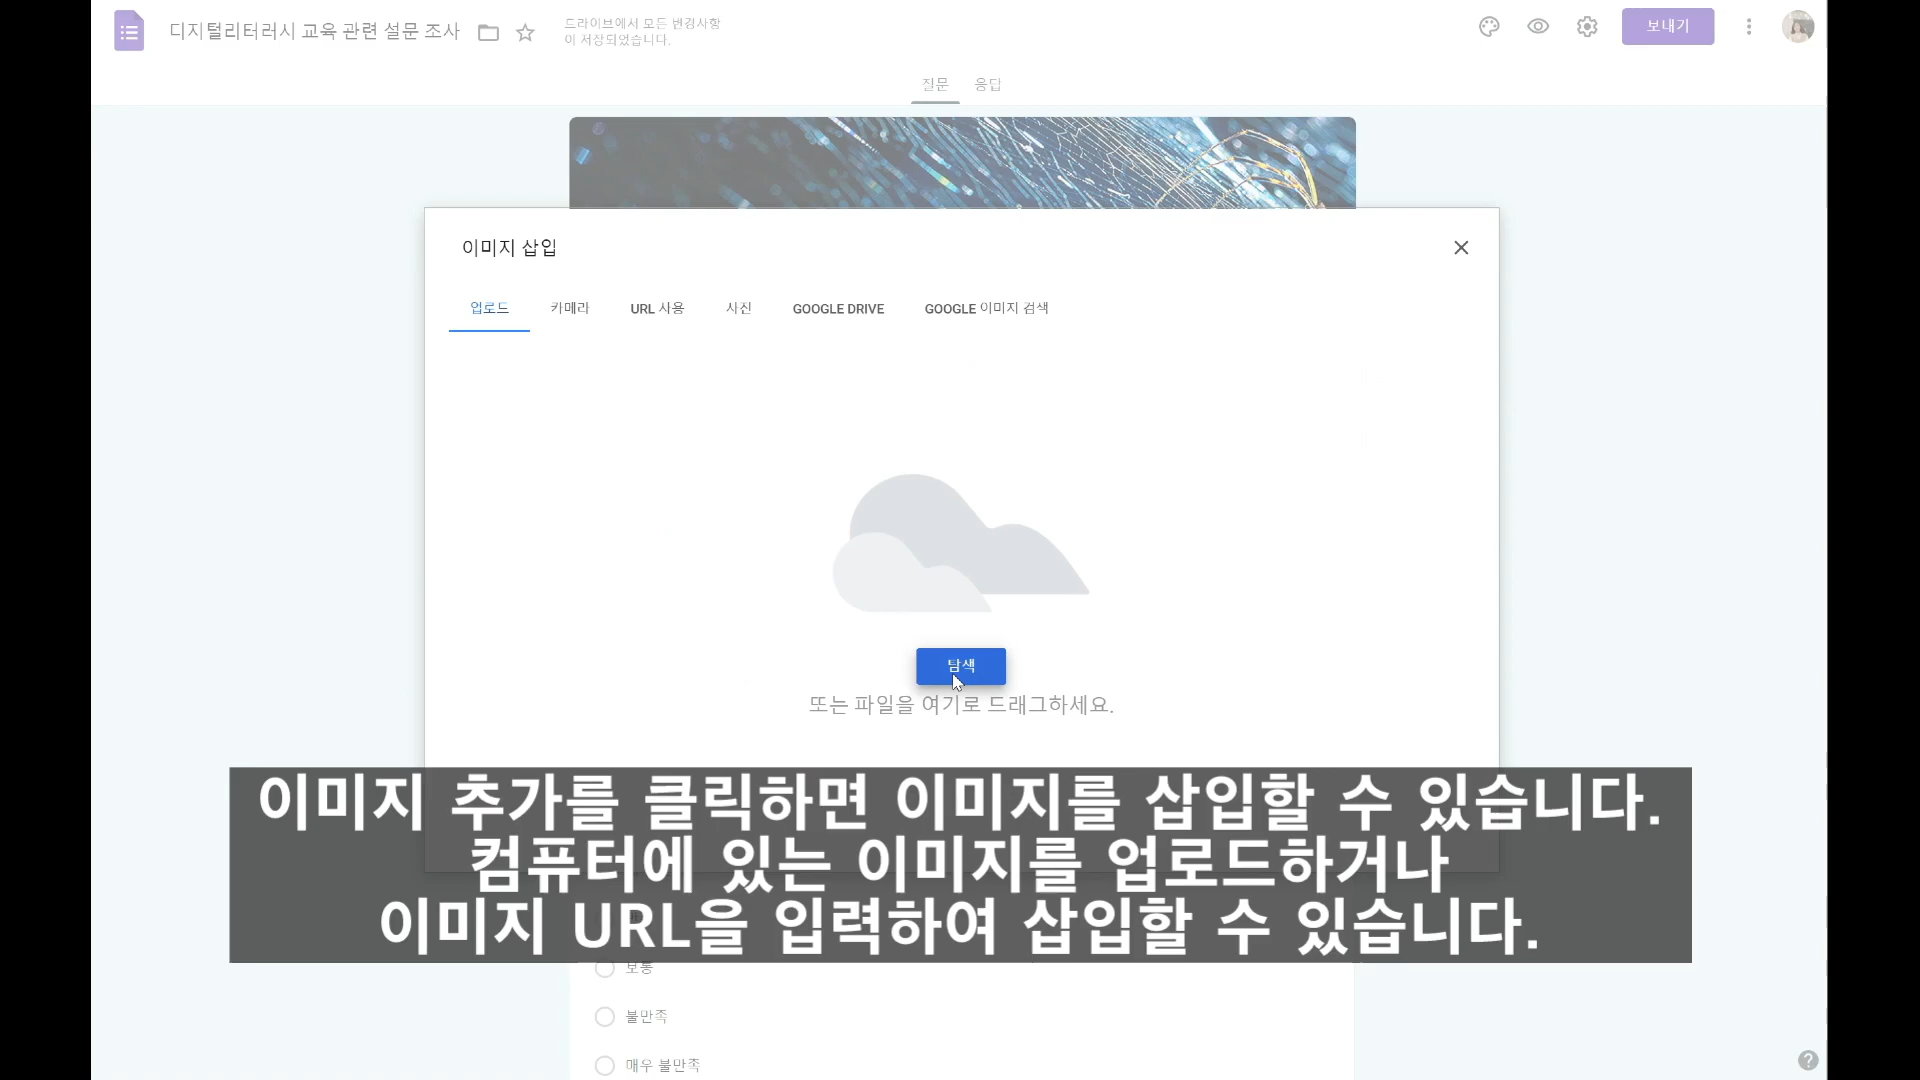 디지털리터러시 교육 관련 설문 조사
드라이브에서 모든 변경사항
이 저장되었습니다.
보내기
질문 응답
이미지 삽입
업로드 카메라 URL 사용 사진 GOOGLE DRIVE GOOGLE 이미지 검색
탐색
또는 파일을 여기로 드래그하세요.
이미지 추가를 클릭하면 이미지를 삽입할 수 있습니다.
컴퓨터에 있는 이미지를 업로드하거나
이미지 URL을 입력하여 삽입할 수 있습니다.
보통
불만족
매우 불만족